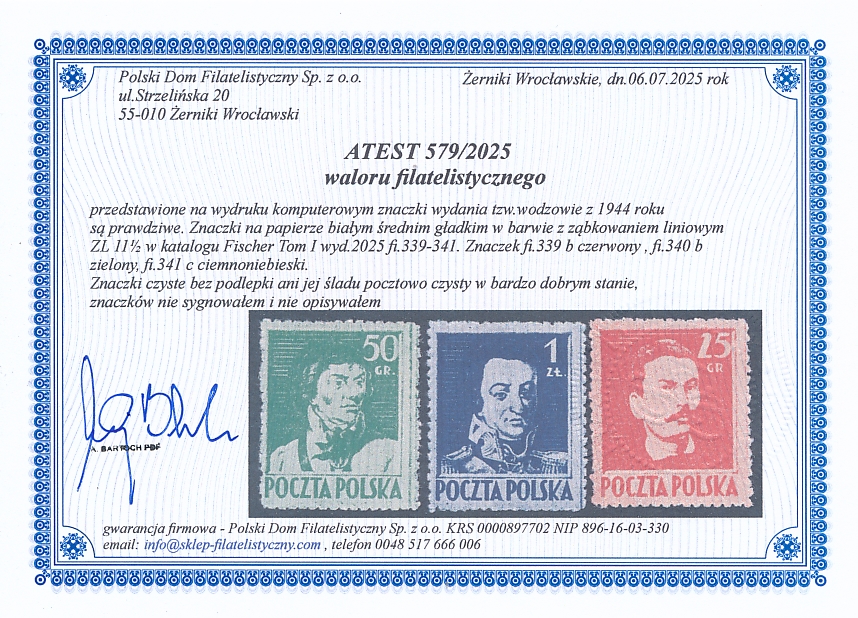 Polski Dom Filatelistyczny Sp. z o.o.
ul.Strzelińska 20
55-010 Żerniki Wrocławski
Żerniki Wrocławskie, dn.06.07.2025 rok
ATEST 579/2025
waloru filatelistycznego
przedstawione na wydruku komputerowym znaczki wydania tzw.wodzowie z 1944 roku
są prawdziwe. Znaczki na papierze białym średnim gładkim w barwie z ząbkowaniem liniowym
ZL 11½ w katalogu Fischer Tom I wyd.2025 fi.339-341. Znaczek fi.339 b czerwony , fi.340 b
zielony, fi.341 c ciemnoniebieski.
Znaczki czyste bez podlepki ani jej śladu pocztowo czysty w bardzo dobrym stanie,
znaczków nie sygnowałem i nie opisywałem
50
GR.
POCZTA POLSKA
1
ZŁ.
POCZTA POLSKA
25
GR
POCZTA POLSKA
A. BARTOCH PDF
gwarancja firmowa - Polski Dom Filatelistyczny Sp. z o.o. KRS 0000897702 NIP 896-16-03-330
email: info@sklep-filatelistyczny.com , telefon 0048 517 666 006